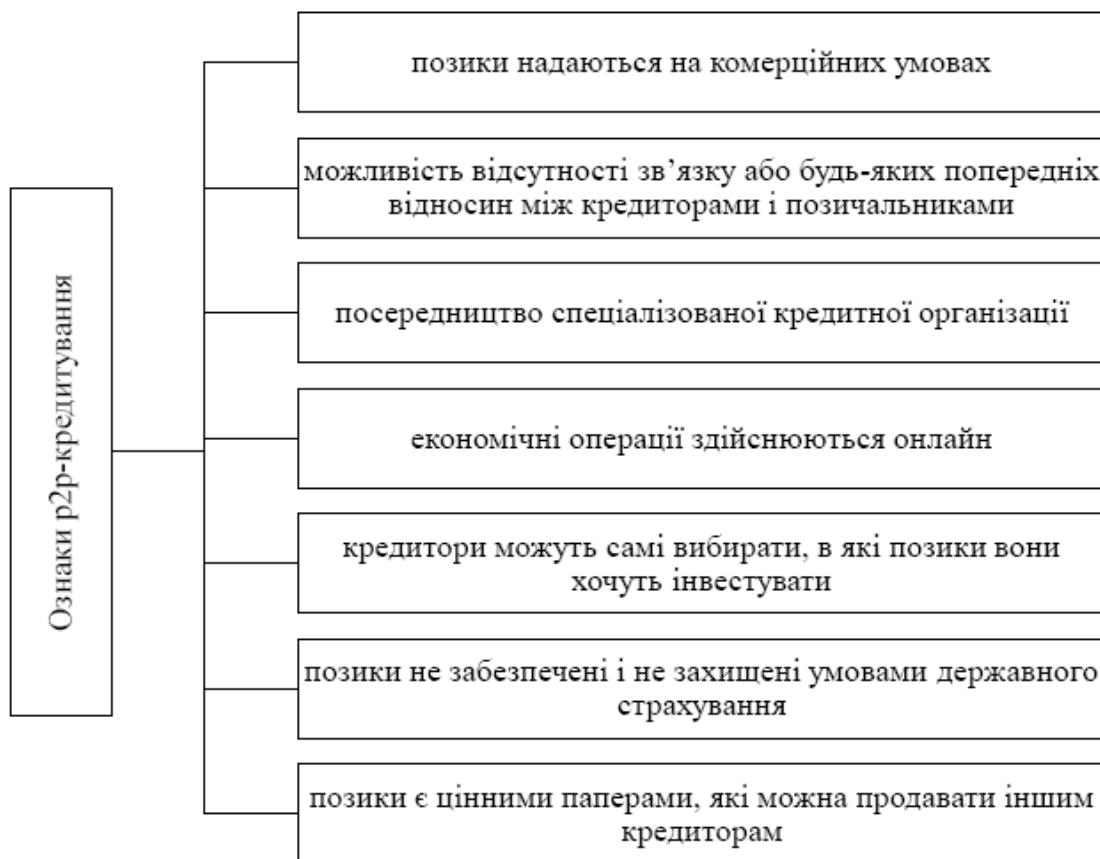 Ознаки р2р-кредитування
позики надаються на комерційних умовах
можливість відсутності зв’язку або будь-яких попередніх
відносин між кредиторами і позичальниками
посередництво спеціалізованої кредитної організації
економічні операції здійснюються онлайн
кредитори можуть самі вибирати, в які позики вони
хочуть інвестувати
позики не забезпечені і не захищені умовами державного
страхування
позики є цінними паперами, які можна продавати іншим
кредиторам